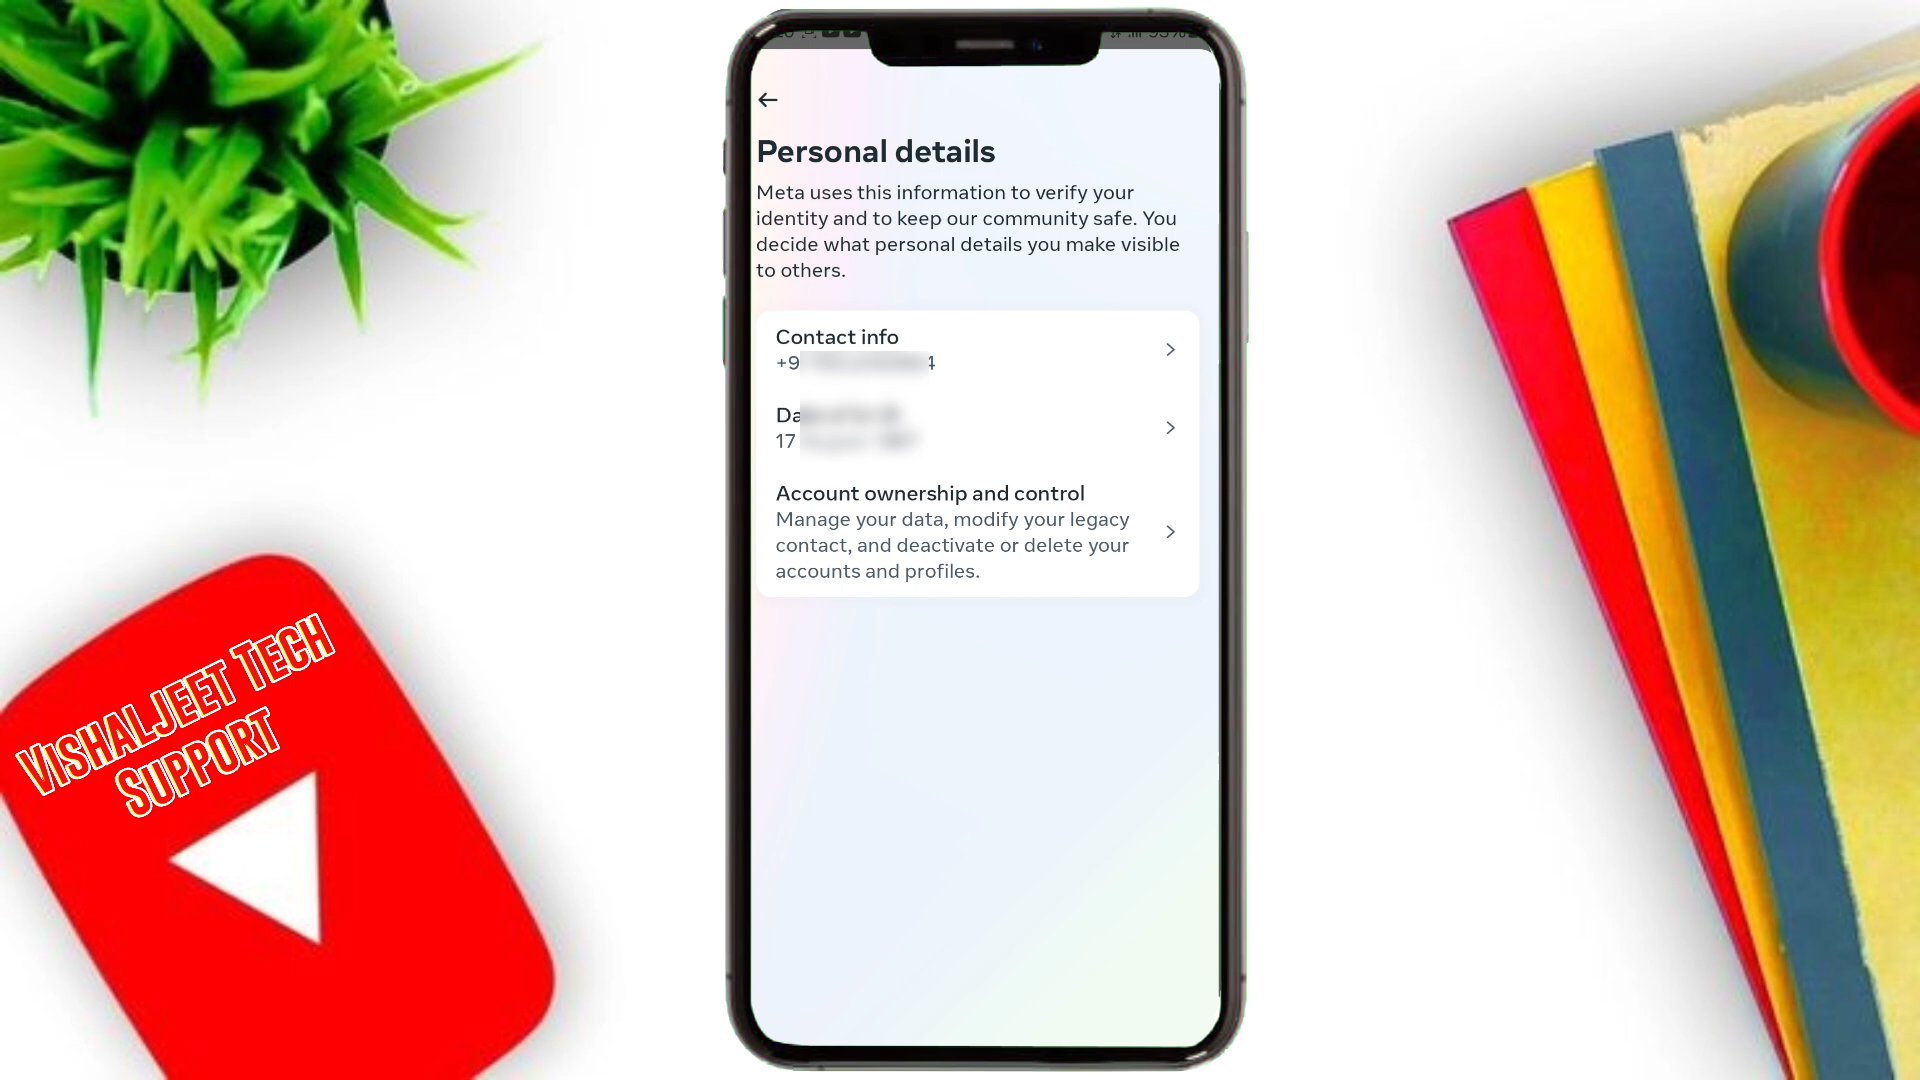 93%
Personal details
Meta uses this information to verify your
identity and to keep our community safe. You
decide what personal details you make visible
to others.
Contact info
+9 4
Da
17
Account ownership and control
Manage your data, modify your legacy
contact, and deactivate or delete your
accounts and profiles.
VISHALJEET TECH
SUPPORT